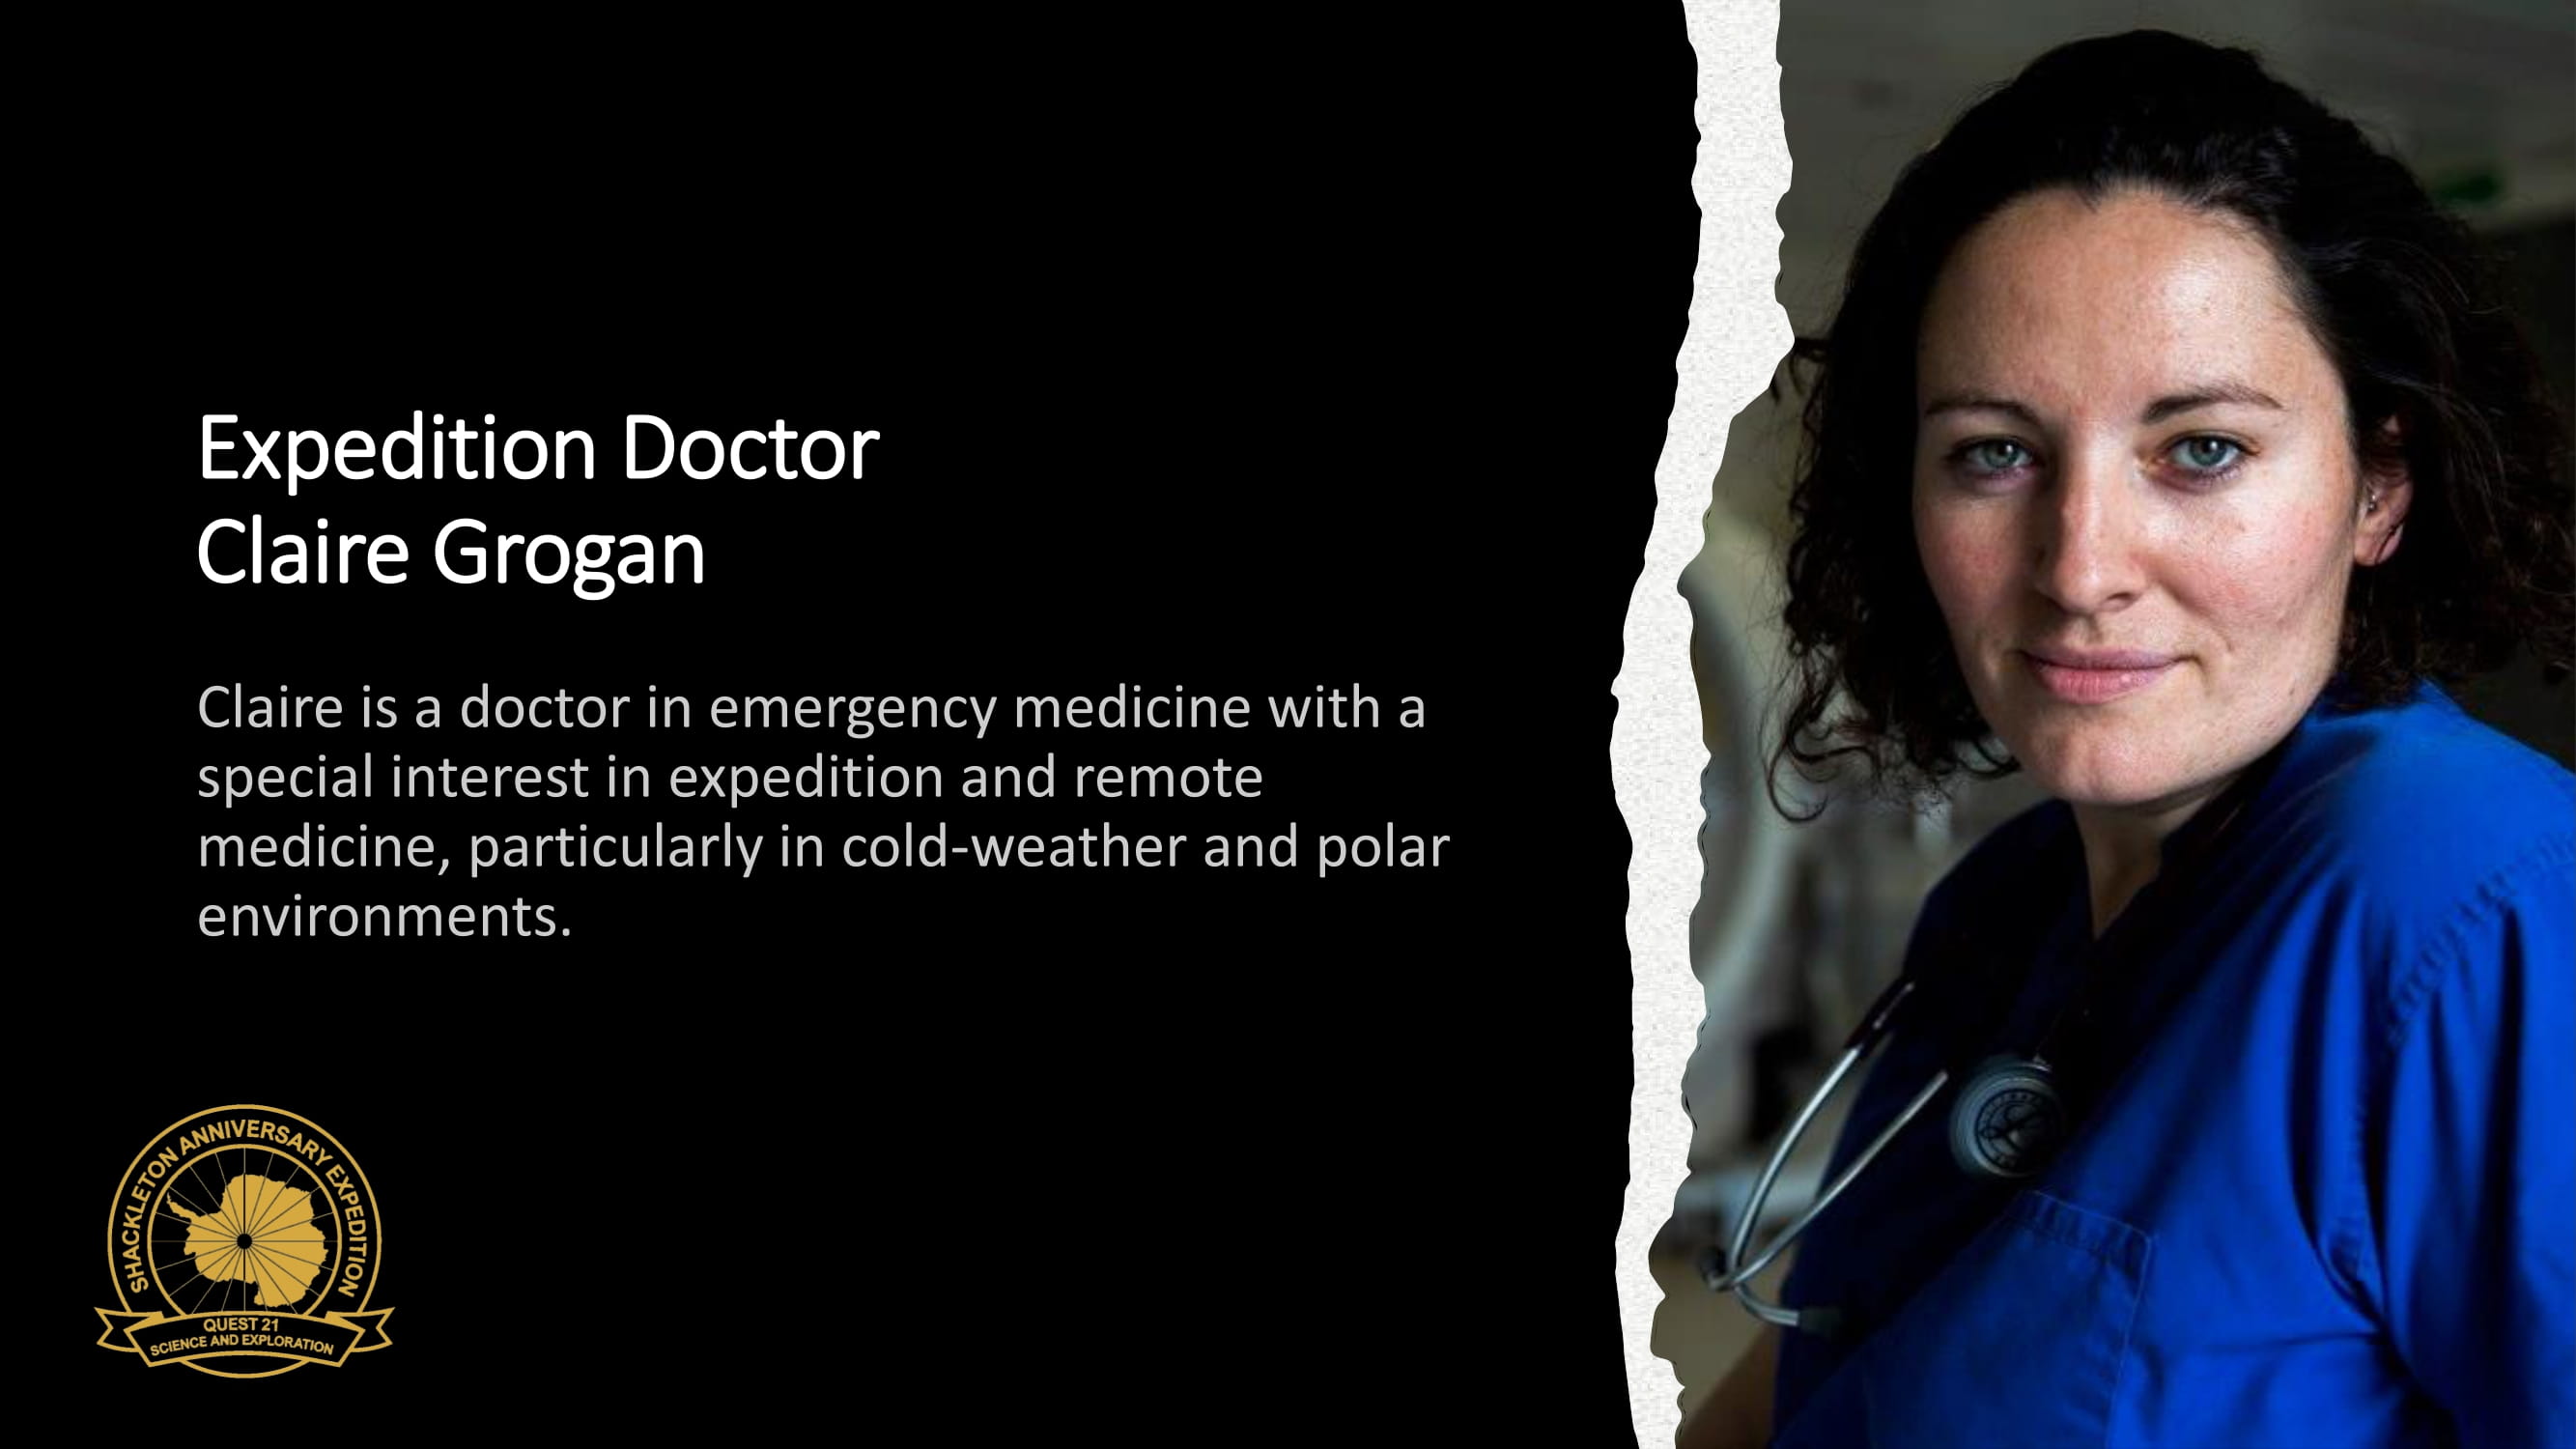 Expedition Doctor
Claire Grogan
Claire is a doctor in emergency medicine with a
special interest in expedition and remote
medicine, particularly in cold-weather and polar
environments.
SHACKLETON ANNIVERSARY EXPEDITION
QUEST 21
SCIENCE AND EXPLORATION